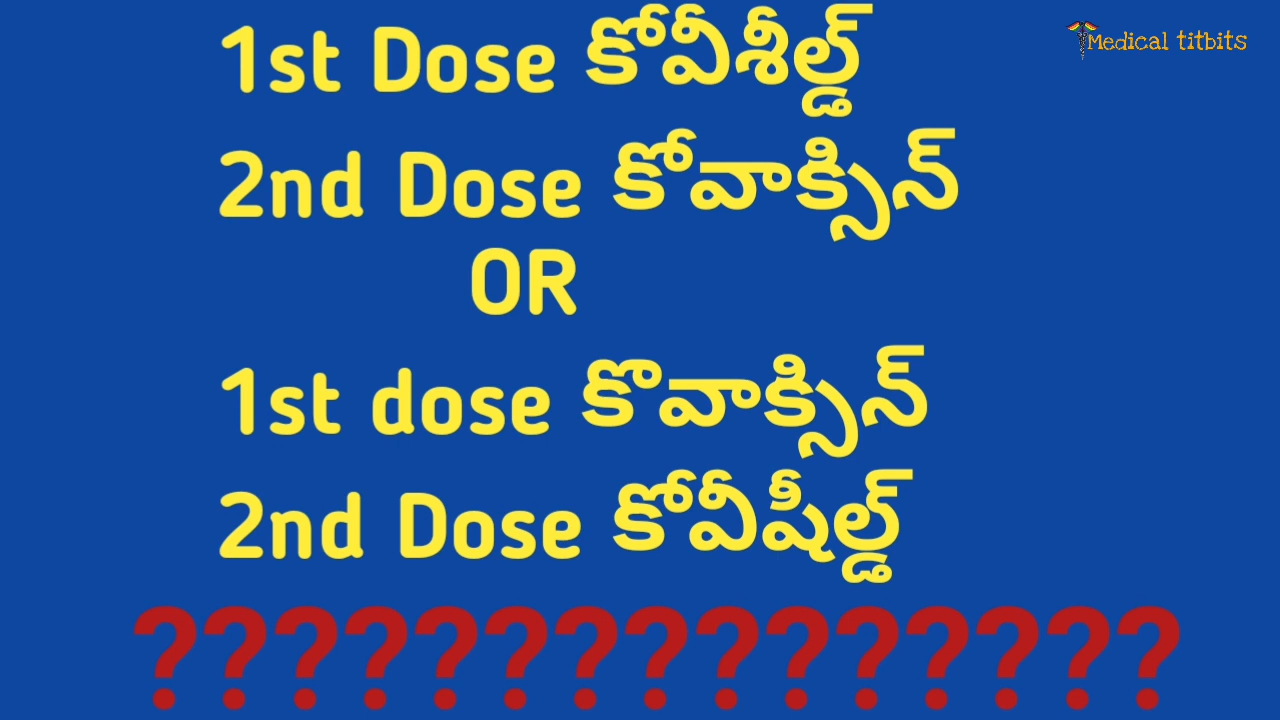 1st Dose కోవీశీల్డ్
Medical titbits
2nd Dose కోవాక్సిన్
OR
1st dose కొవాక్సిన్
2nd Dose కోవీషీల్డ్
???????????????